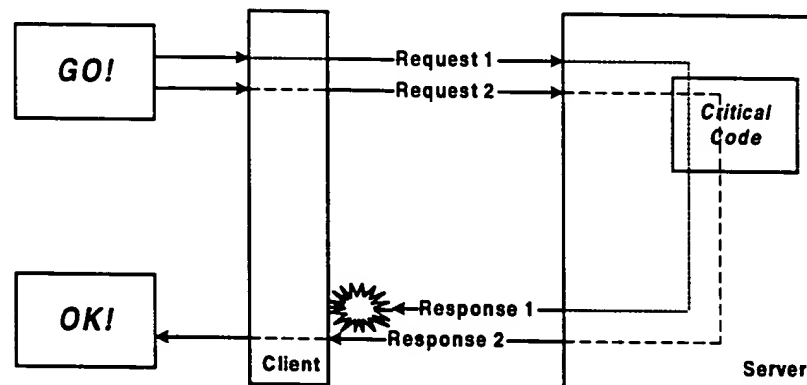 GO!
Request 1
Request 2
Critical
Code
OK!
Response 1
Response 2
Client
Server